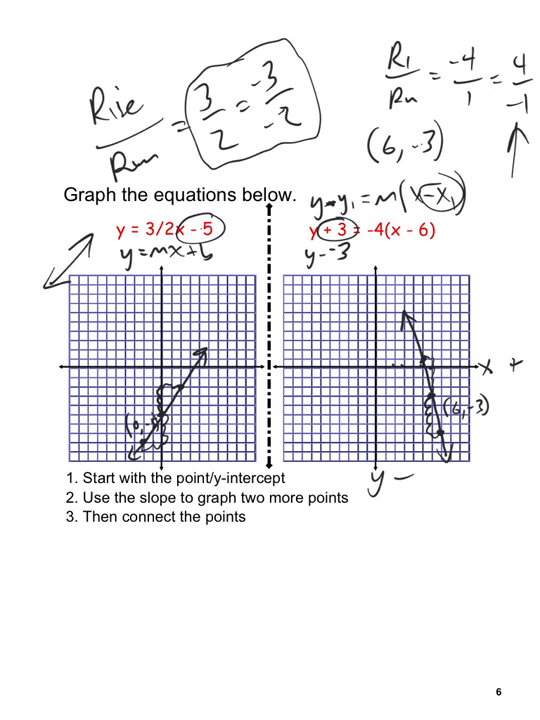 Rise/Run = 3/2 = -3/-2
Ri/Ru = -4/1 = 4/-1
(6, -3)
Graph the equations below.
y - y₁ = m(x - x₁)
y = 3/2x - 5
y + 3 = -4(x - 6)
y = mx + b
y - -3
x +
(6, -3)
1. Start with the point/y-intercept
y -
2. Use the slope to graph two more points
3. Then connect the points
6